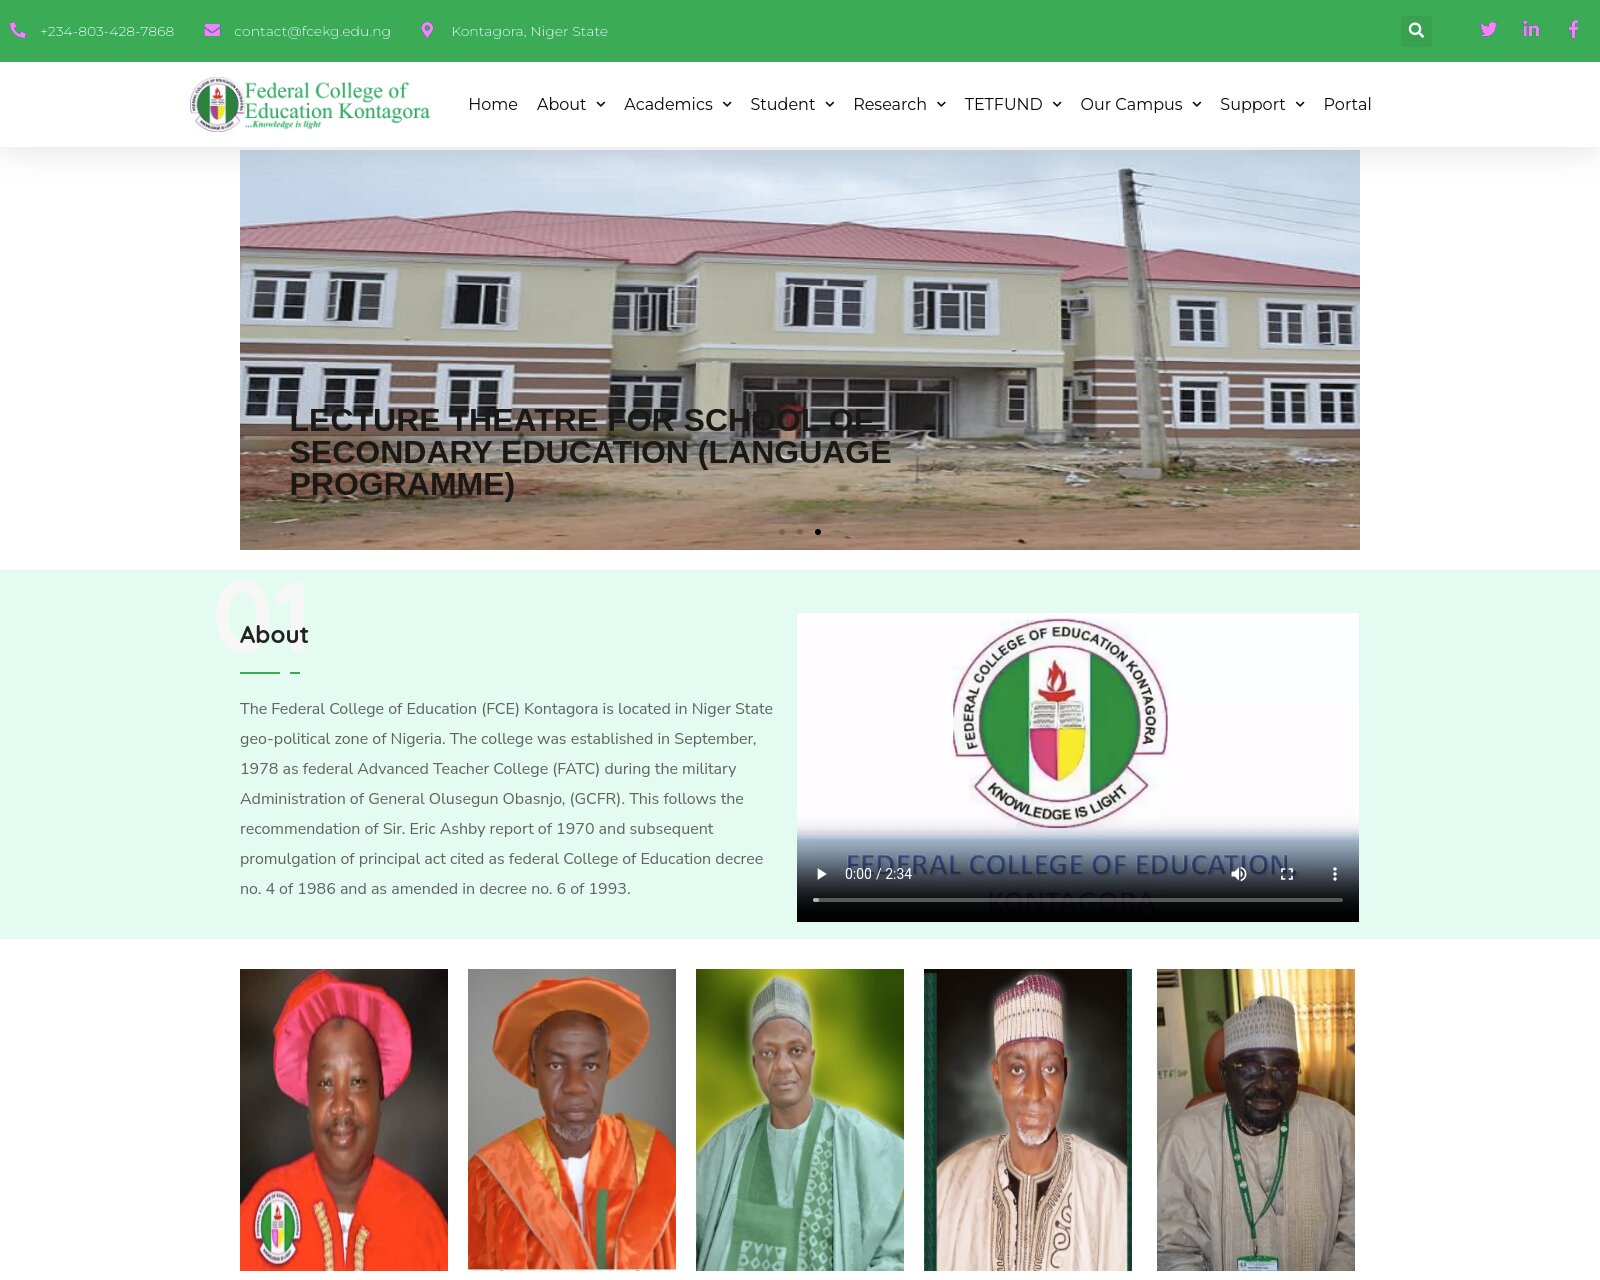 +234-803-428-7868
contact@fcekg.edu.ng
Kontagora, Niger State
Federal College of
Education Kontagora
...Knowledge is light
Home
About
Academics
Student
Research
TETFUND
Our Campus
Support
Portal
LECTURE THEATRE FOR SCHOOL OF
SECONDARY EDUCATION (LANGUAGE
PROGRAMME)
01
About
The Federal College of Education (FCE) Kontagora is located in Niger State
geo-political zone of Nigeria. The college was established in September,
1978 as federal Advanced Teacher College (FATC) during the military
Administration of General Olusegun Obasnjo, (GCFR). This follows the
recommendation of Sir. Eric Ashby report of 1970 and subsequent
promulgation of principal act cited as federal College of Education decree
no. 4 of 1986 and as amended in decree no. 6 of 1993.
FEDERAL COLLEGE OF EDUCATION KONTAGORA
KNOWLEDGE IS LIGHT
FEDERAL COLLEGE OF EDUCATION,
KONTAGORA
0:00 / 2:34